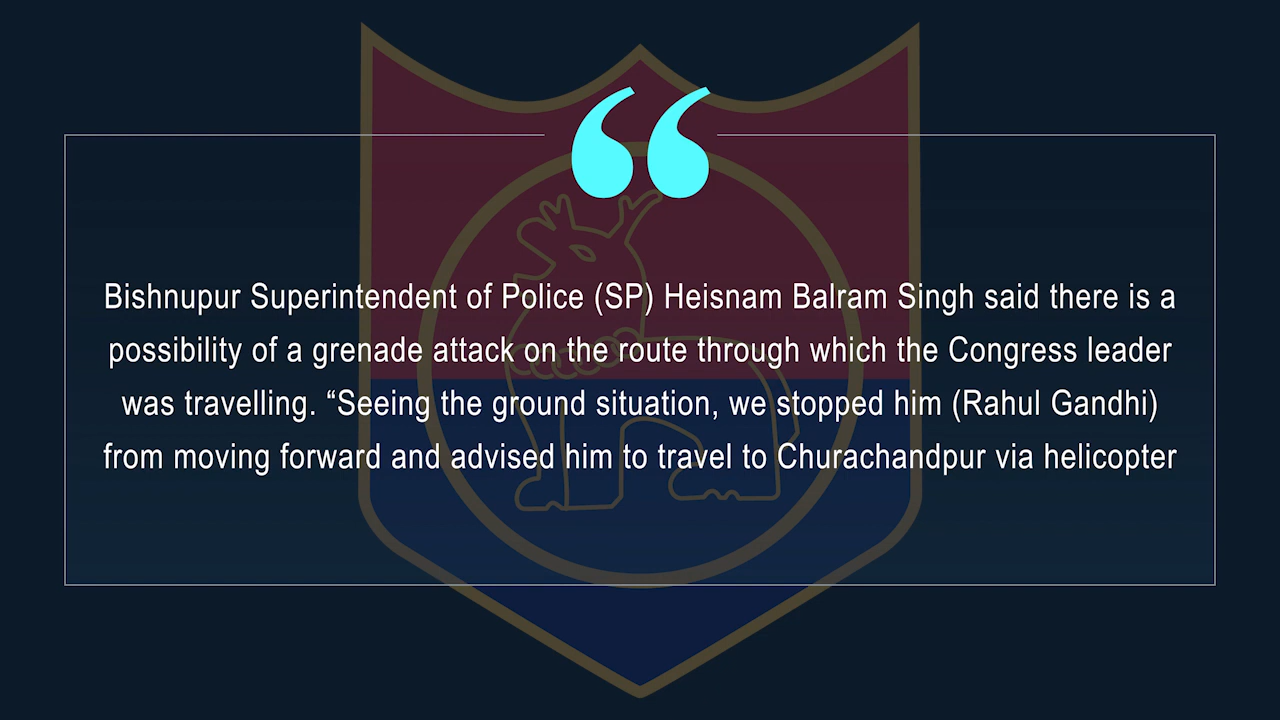 Bishnupur Superintendent of Police (SP) Heisnam Balram Singh said there is a
possibility of a grenade attack on the route through which the Congress leader
was travelling. “Seeing the ground situation, we stopped him (Rahul Gandhi)
from moving forward and advised him to travel to Churachandpur via helicopter